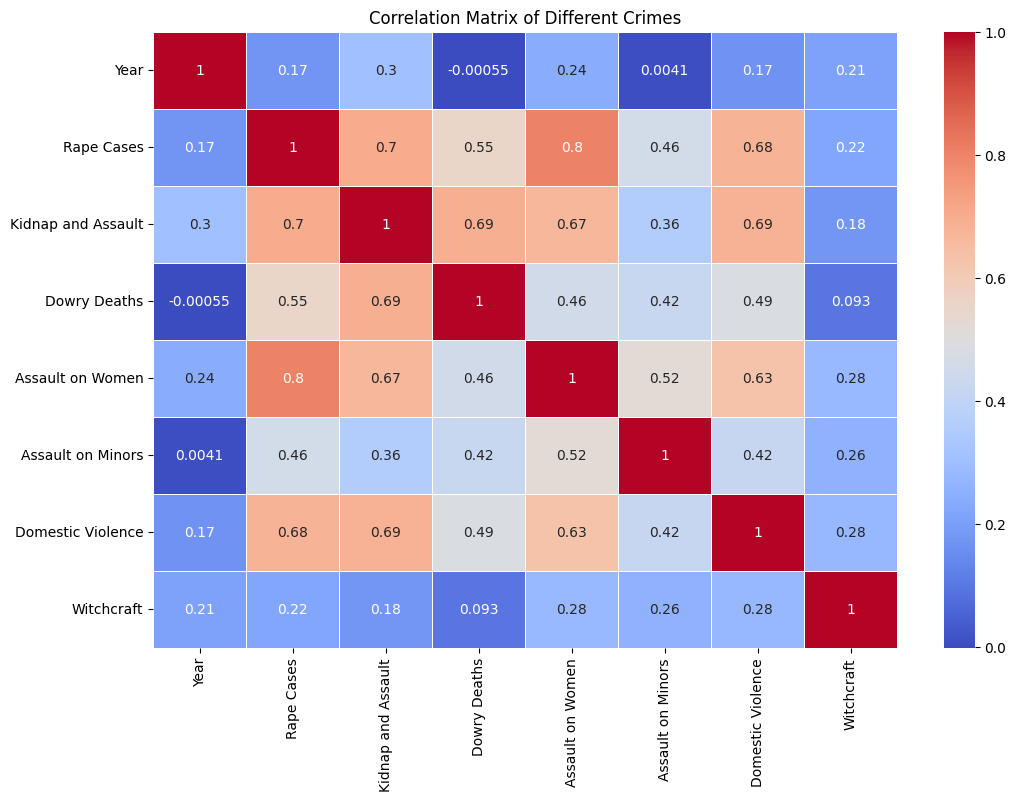 Correlation Matrix of Different Crimes
Year 1 0.17 0.3 -0.00055 0.24 0.0041 0.17 0.21
Rape Cases 0.17 1 0.7 0.55 0.8 0.46 0.68 0.22
Kidnap and Assault 0.3 0.7 1 0.69 0.67 0.36 0.69 0.18
Dowry Deaths -0.00055 0.55 0.69 1 0.46 0.42 0.49 0.093
Assault on Women 0.24 0.8 0.67 0.46 1 0.52 0.63 0.28
Assault on Minors 0.0041 0.46 0.36 0.42 0.52 1 0.42 0.26
Domestic Violence 0.17 0.68 0.69 0.49 0.63 0.42 1 0.28
Witchcraft 0.21 0.22 0.18 0.093 0.28 0.26 0.28 1
Year
Rape Cases
Kidnap and Assault
Dowry Deaths
Assault on Women
Assault on Minors
Domestic Violence
Witchcraft
1.0
0.8
0.6
0.4
0.2
0.0